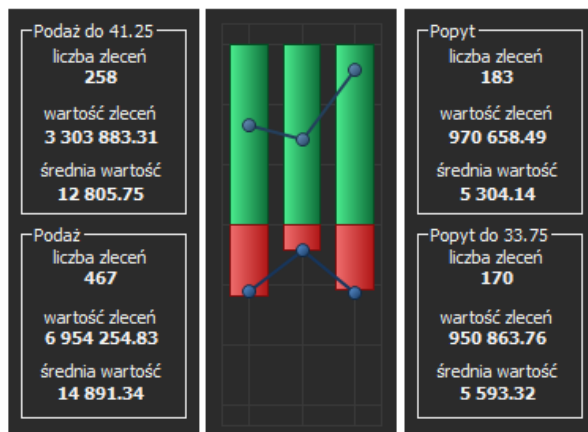 Podaż do 41.25
liczba zleceń
258
wartość zleceń
3 303 883.31
średnia wartość
12 805.75
Podaż
liczba zleceń
467
wartość zleceń
6 954 254.83
średnia wartość
14 891.34
Popyt
liczba zleceń
183
wartość zleceń
970 658.49
średnia wartość
5 304.14
Popyt do 33.75
liczba zleceń
170
wartość zleceń
950 863.76
średnia wartość
5 593.32